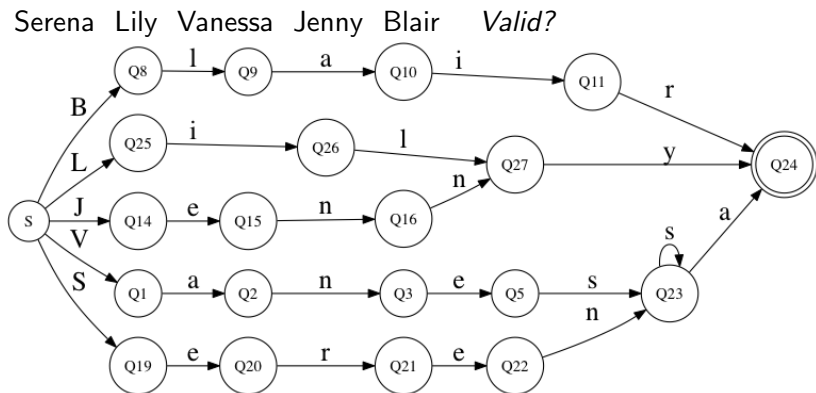 Serena Lily Vanessa Jenny Blair Valid?
Q8 l Q9 a Q10 i Q11 r
B
Q25 i Q26 l Q27 y Q24
L
S J Q14 e Q15 n Q16 n
V
Q1 a Q2 n Q3 e Q5 s Q23 s a
S
Q19 e Q20 r Q21 e Q22 n